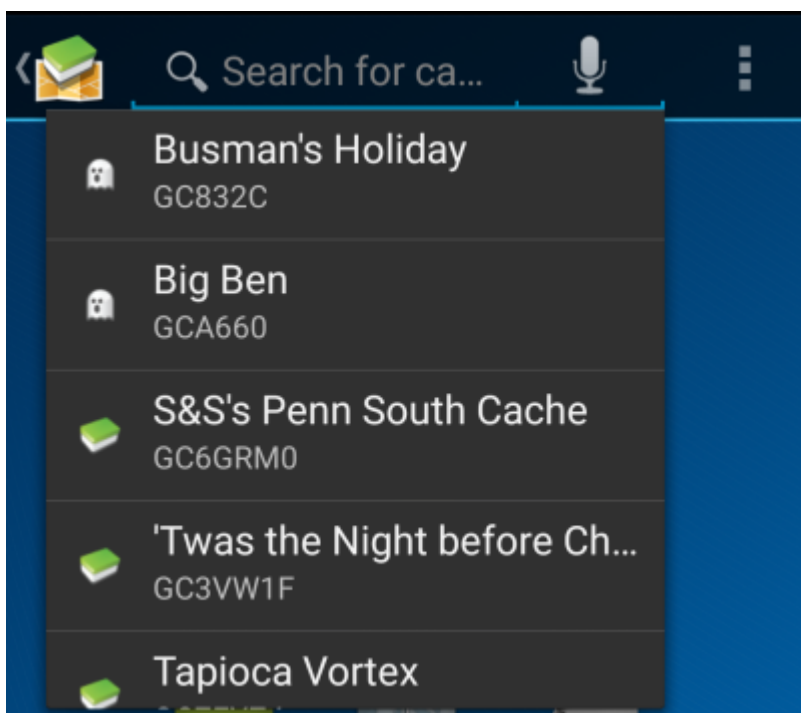 Search for ca...
Busman's Holiday
GC832C
Big Ben
GCA660
S&S's Penn South Cache
GC6GRM0
'Twas the Night before Ch...
GC3VW1F
Tapioca Vortex